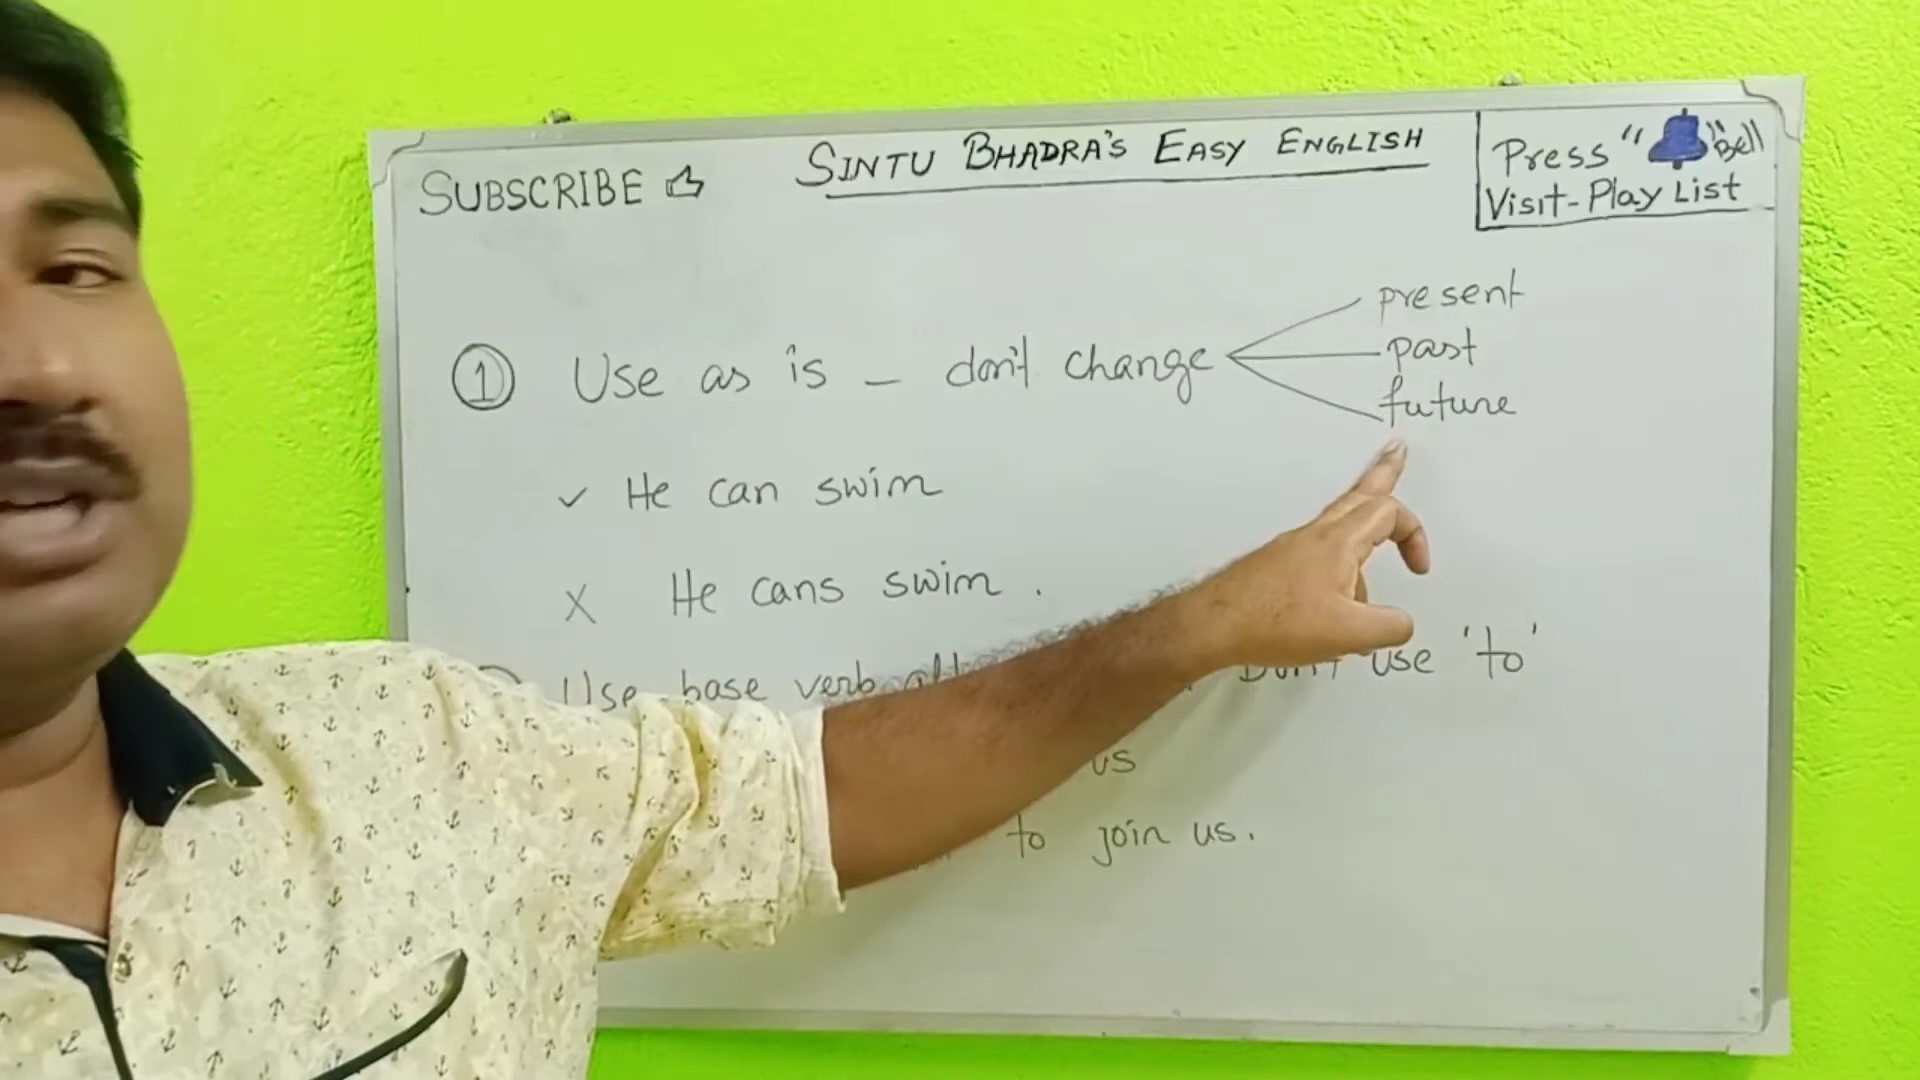 SUBSCRIBE
SINTU BHADRA'S EASY ENGLISH
Press "Bell"
Visit-Play List
1 Use as is - don't change
present
past
future
✓ He can swim
X He cans swim.
Use base verb Don't use 'to'
us
to join us.